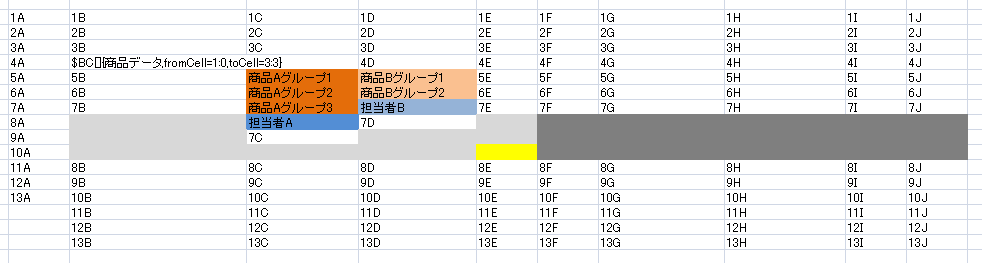 1A 1B 1C 1D 1E 1F 1G 1H 1I 1J
2A 2B 2C 2D 2E 2F 2G 2H 2I 2J
3A 3B 3C 3D 3E 3F 3G 3H 3I 3J
4A $BC[]{商品データ,fromCell=1:0,toCell=3:3} 4D 4E 4F 4G 4H 4I 4J
5A 5B 商品Aグループ1 商品Bグループ1 5E 5F 5G 5H 5I 5J
6A 6B 商品Aグループ2 商品Bグループ2 6E 6F 6G 6H 6I 6J
7A 7B 商品Aグループ3 担当者B 7E 7F 7G 7H 7I 7J
8A 担当者A 7D
9A 7C
10A
11A 8B 8C 8D 8E 8F 8G 8H 8I 8J
12A 9B 9C 9D 9E 9F 9G 9H 9I 9J
13A 10B 10C 10D 10E 10F 10G 10H 10I 10J
11B 11C 11D 11E 11F 11G 11H 11I 11J
12B 12C 12D 12E 12F 12G 12H 12I 12J
13B 13C 13D 13E 13F 13G 13H 13I 13J